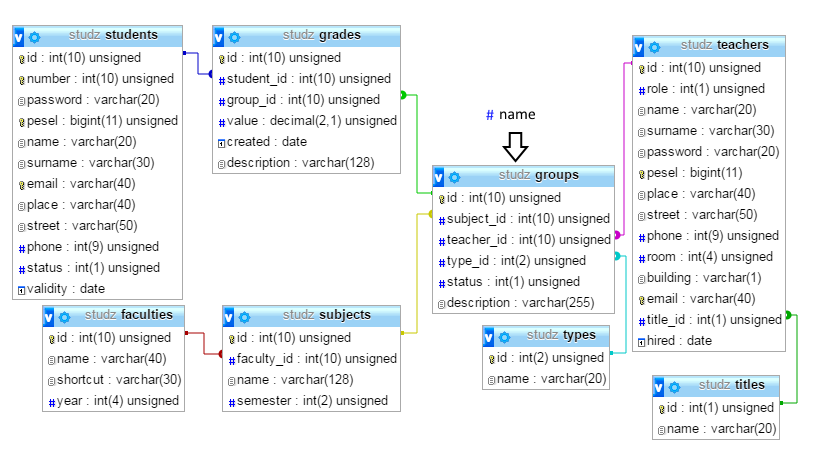 studz students
id : int(10) unsigned
number : int(10) unsigned
password : varchar(20)
pesel : bigint(11) unsigned
name : varchar(20)
surname : varchar(30)
email : varchar(40)
place : varchar(40)
street : varchar(50)
phone : int(9) unsigned
status : int(1) unsigned
validity : date
studz grades
id : int(10) unsigned
student_id : int(10) unsigned
group_id : int(10) unsigned
value : decimal(2,1) unsigned
created : date
description : varchar(128)
# name
studz groups
id : int(10) unsigned
subject_id : int(10) unsigned
teacher_id : int(10) unsigned
type_id : int(2) unsigned
status : int(1) unsigned
description : varchar(255)
studz teachers
id : int(10) unsigned
role : int(1) unsigned
name : varchar(20)
surname : varchar(30)
password : varchar(20)
pesel : bigint(11)
place : varchar(40)
street : varchar(50)
phone : int(9) unsigned
room : int(4) unsigned
building : varchar(1)
email : varchar(40)
title_id : int(1) unsigned
hired : date
studz faculties
id : int(10) unsigned
name : varchar(40)
shortcut : varchar(30)
year : int(4) unsigned
studz subjects
id : int(10) unsigned
faculty_id : int(10) unsigned
name : varchar(128)
semester : int(2) unsigned
studz types
id : int(2) unsigned
name : varchar(20)
studz titles
id : int(1) unsigned
name : varchar(20)